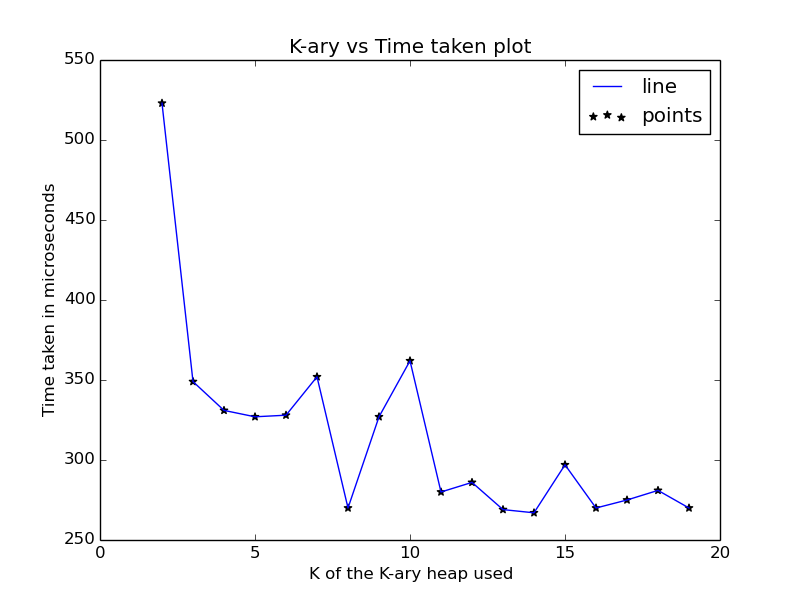 K-ary vs Time taken plot
line
points
Time taken in microseconds
550
500
450
400
350
300
250
0
5
10
15
20
K of the K-ary heap used